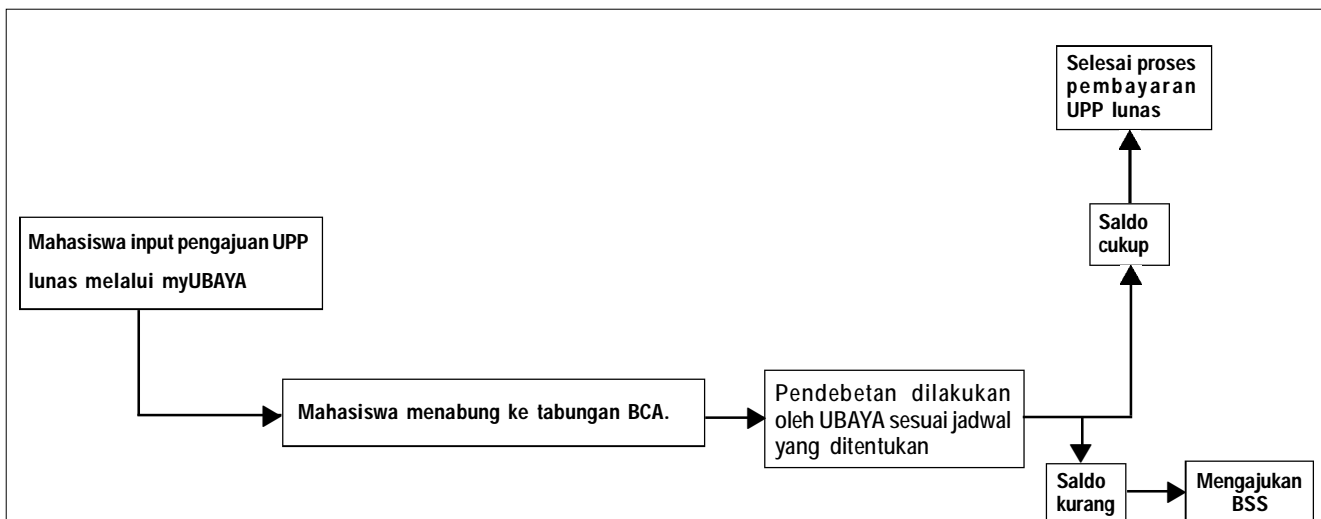 Mahasiswa input pengajuan UPP
lunas melalui myUBAYA
Mahasiswa menabung ke tabungan BCA.
Pendebetan dilakukan
oleh UBAYA sesuai jadwal
yang ditentukan
Saldo
cukup
Selesai proses
pembayaran
UPP lunas
Saldo
kurang
Mengajukan
BSS